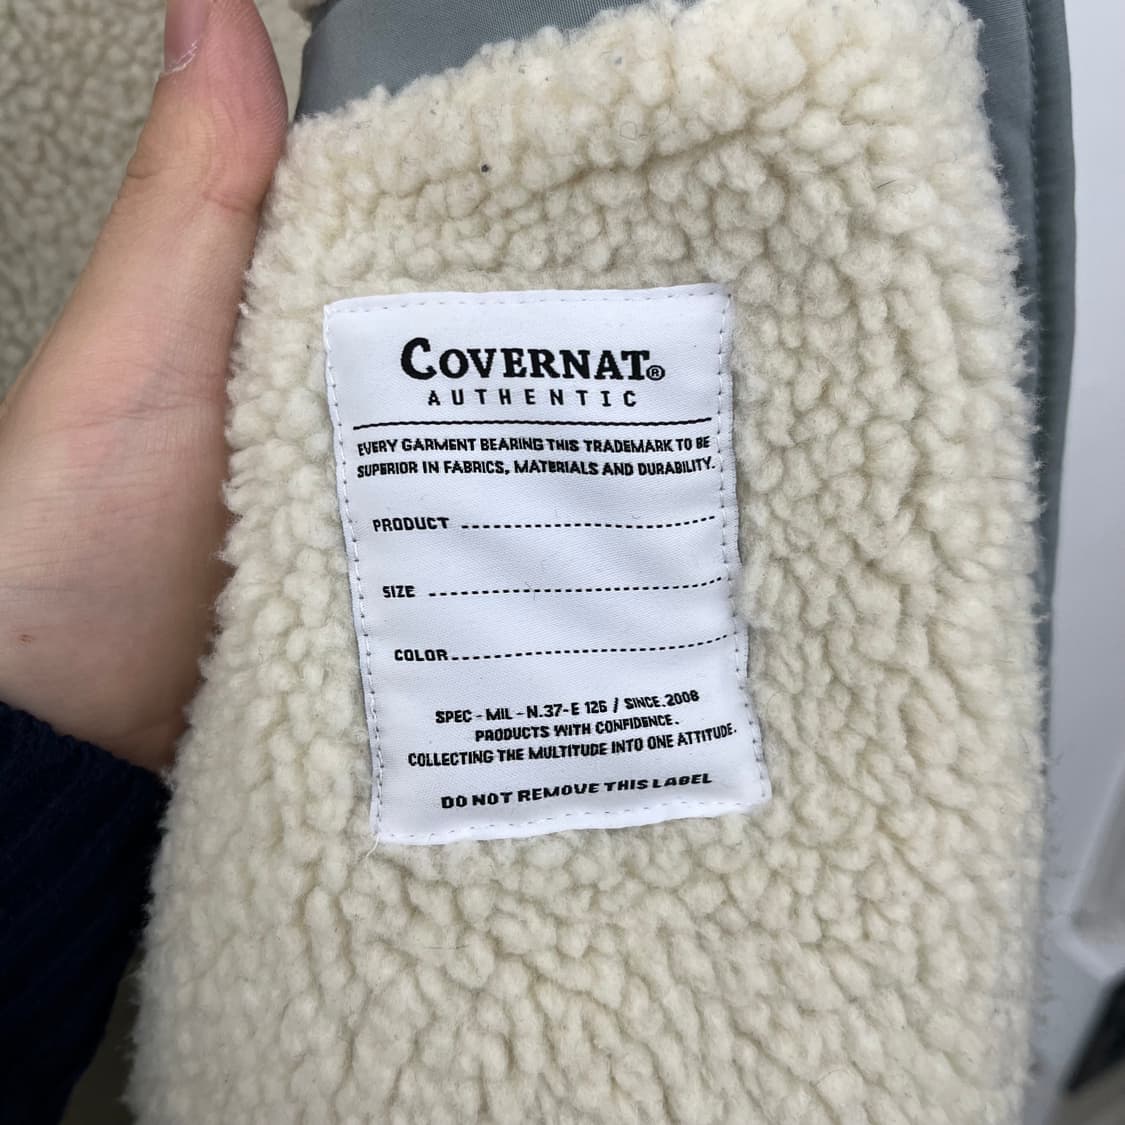 COVERNAT®
AUTHENTIC
EVERY GARMENT BEARING THIS TRADEMARK TO BE
SUPERIOR IN FABRICS, MATERIALS AND DURABILITY.
PRODUCT
SIZE
COLOR
SPEC - MIL - N.37-E 126 / SINCE.2008
PRODUCTS WITH CONFIDENCE.
COLLECTING THE MULTITUDE INTO ONE ATTITUDE.
DO NOT REMOVE THIS LABEL